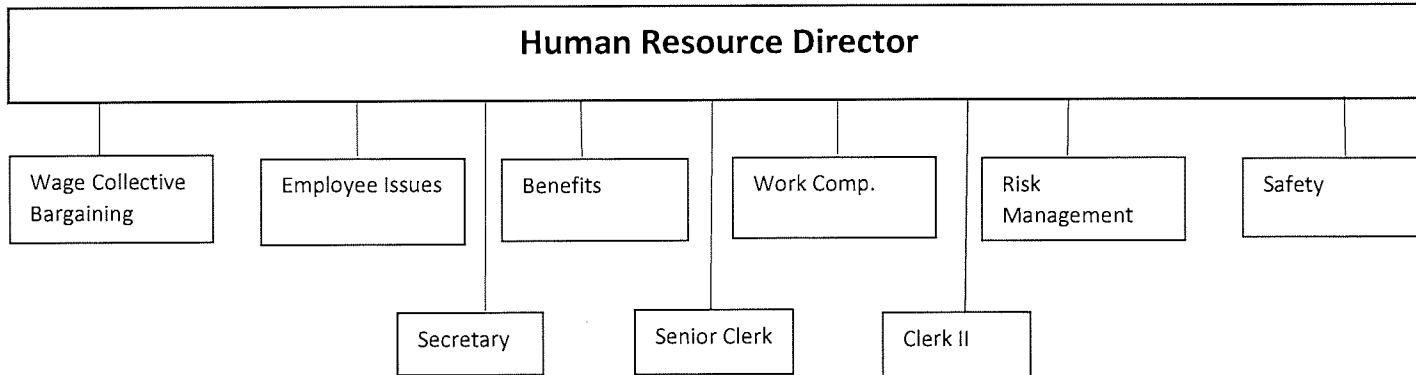 Human Resource Director
Wage Collective
Bargaining
Employee Issues
Benefits
Work Comp.
Risk
Management
Safety
Secretary
Senior Clerk
Clerk II